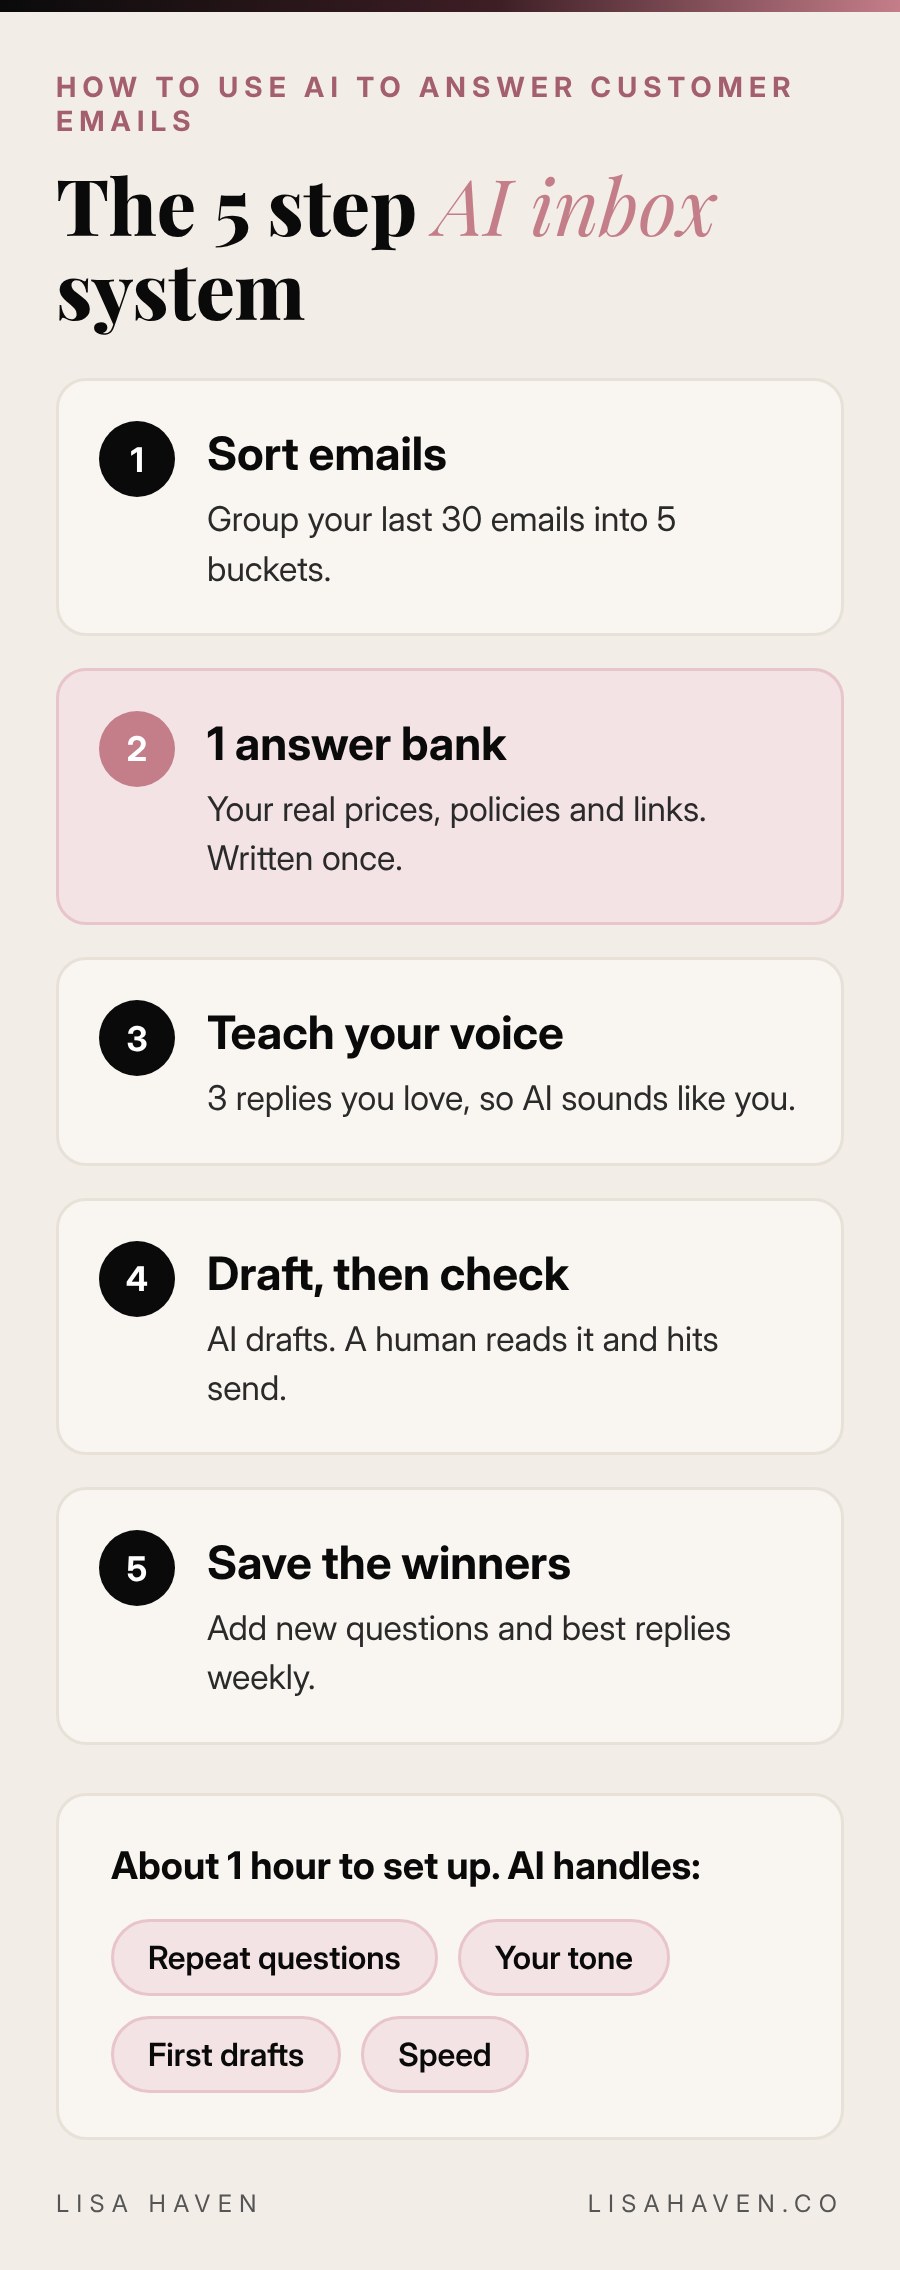 HOW TO USE AI TO ANSWER CUSTOMER
EMAILS
The 5 step AI inbox
system
1
Sort emails
Group your last 30 emails into 5
buckets.
2
1 answer bank
Your real prices, policies and links.
Written once.
3
Teach your voice
3 replies you love, so AI sounds like you.
4
Draft, then check
AI drafts. A human reads it and hits
send.
5
Save the winners
Add new questions and best replies
weekly.
About 1 hour to set up. AI handles:
Repeat questions Your tone
First drafts Speed
LISA HAVEN LISAHAVEN.CO